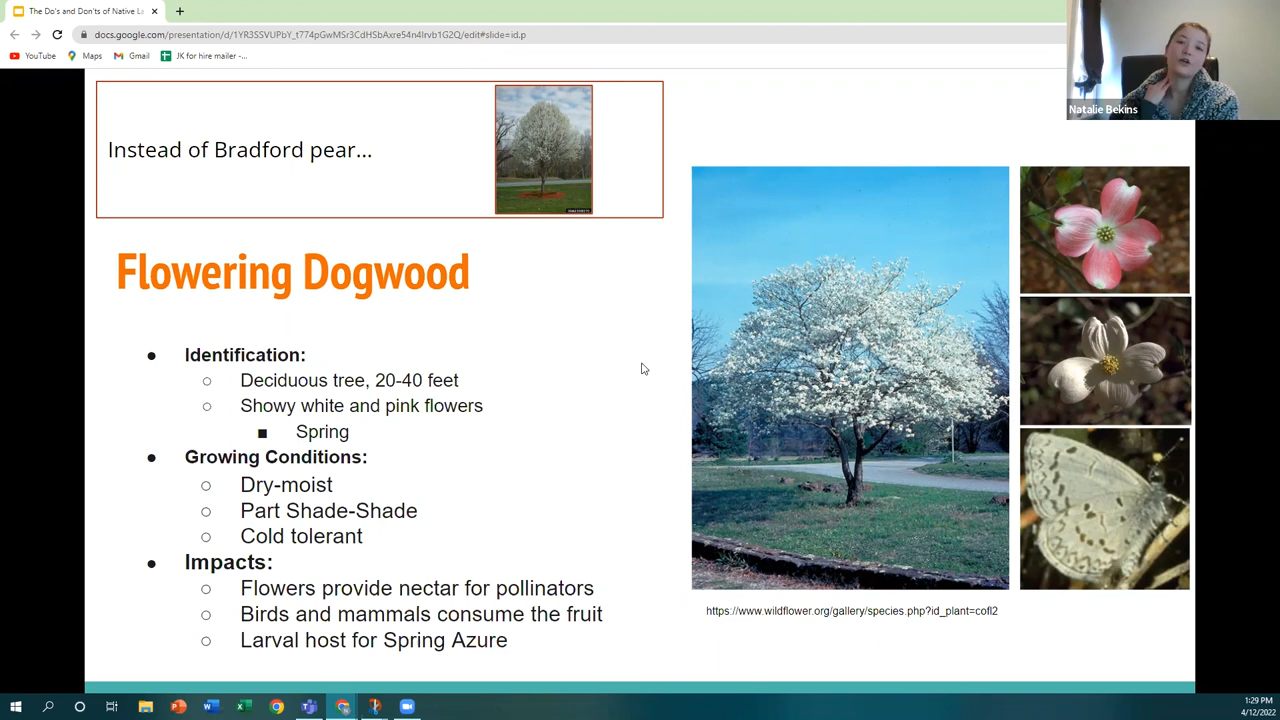 The Do's and Don'ts of Native La
docs.google.com/presentation/d/1YR3SSVUPbY_t774pGwMSr3CdHSbAxre54n4lrvb1G2Q/edit#slide=id.p
YouTube
Maps
Gmail
JK for hire mailer -...
Natalie Bekins
Instead of Bradford pear...
Flowering Dogwood
● Identification:
○ Deciduous tree, 20-40 feet
○ Showy white and pink flowers
■ Spring
● Growing Conditions:
○ Dry-moist
○ Part Shade-Shade
○ Cold tolerant
● Impacts:
○ Flowers provide nectar for pollinators
○ Birds and mammals consume the fruit
○ Larval host for Spring Azure
https://www.wildflower.org/gallery/species.php?id_plant=cofl2
1:29 PM
4/12/2022